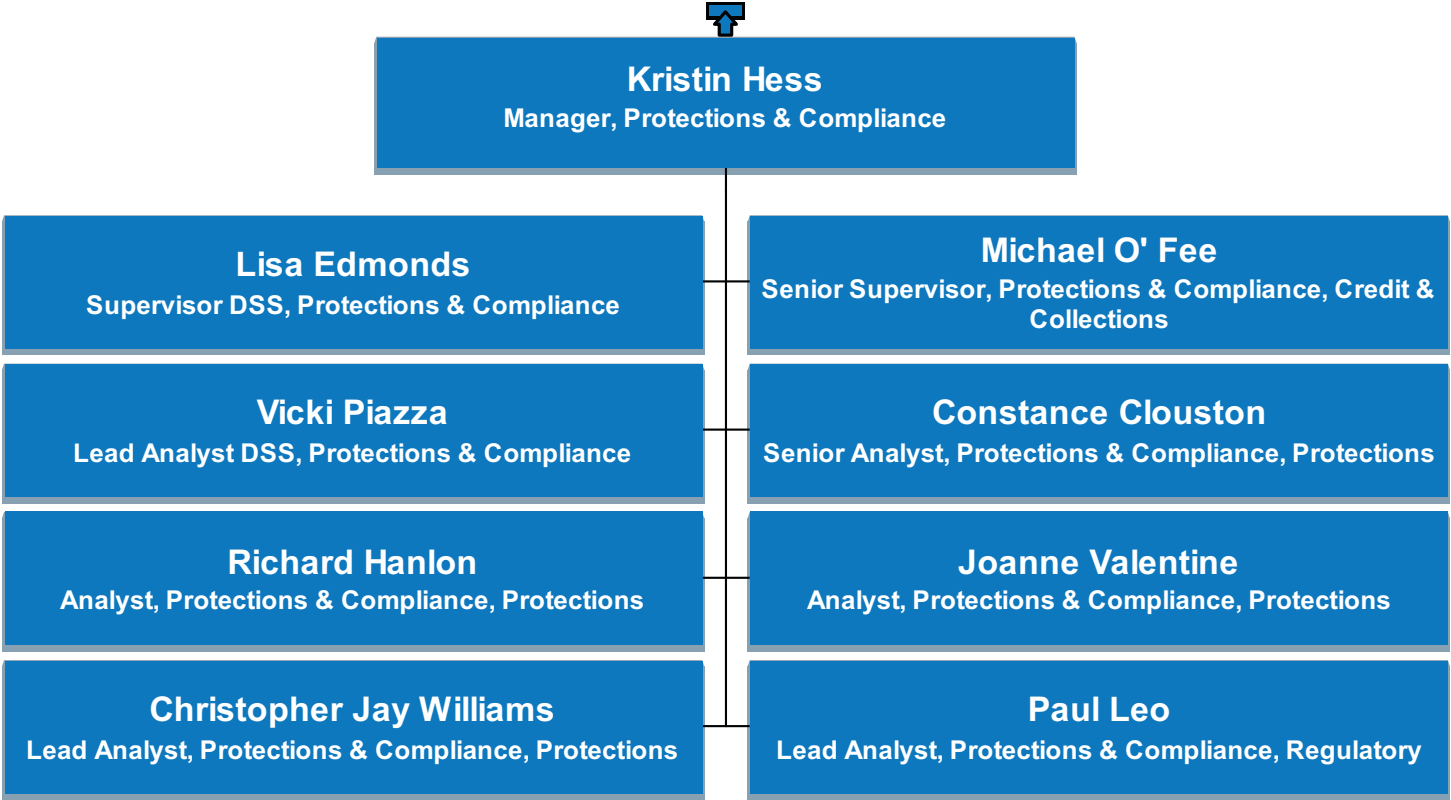 Kristin Hess
Manager, Protections & Compliance
Lisa Edmonds
Supervisor DSS, Protections & Compliance
Michael O' Fee
Senior Supervisor, Protections & Compliance, Credit &
Collections
Vicki Piazza
Lead Analyst DSS, Protections & Compliance
Constance Clouston
Senior Analyst, Protections & Compliance, Protections
Richard Hanlon
Analyst, Protections & Compliance, Protections
Joanne Valentine
Analyst, Protections & Compliance, Protections
Christopher Jay Williams
Lead Analyst, Protections & Compliance, Protections
Paul Leo
Lead Analyst, Protections & Compliance, Regulatory